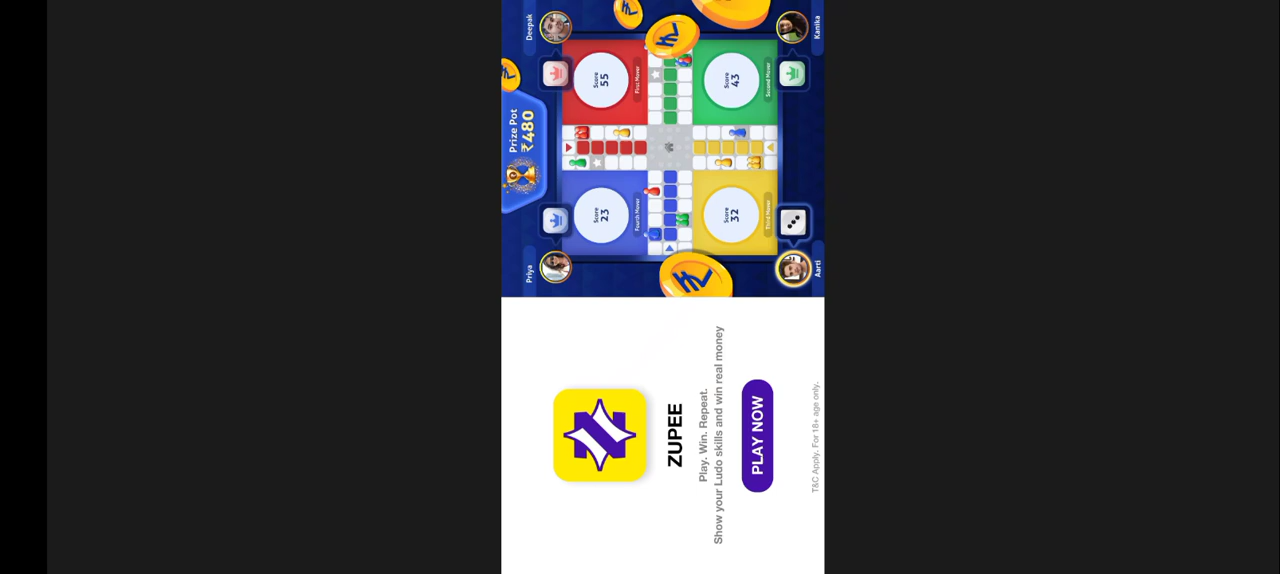 Prize Pot
₹480
Deepak
Kanika
Score
55
First Mover
Score
43
Second Mover
Score
23
Fourth Mover
Score
32
Third Mover
Priya
Aarti
ZUPEE
Play. Win. Repeat.
Show your Ludo skills and win real money
PLAY NOW
T&C Apply. For 18+ age only.